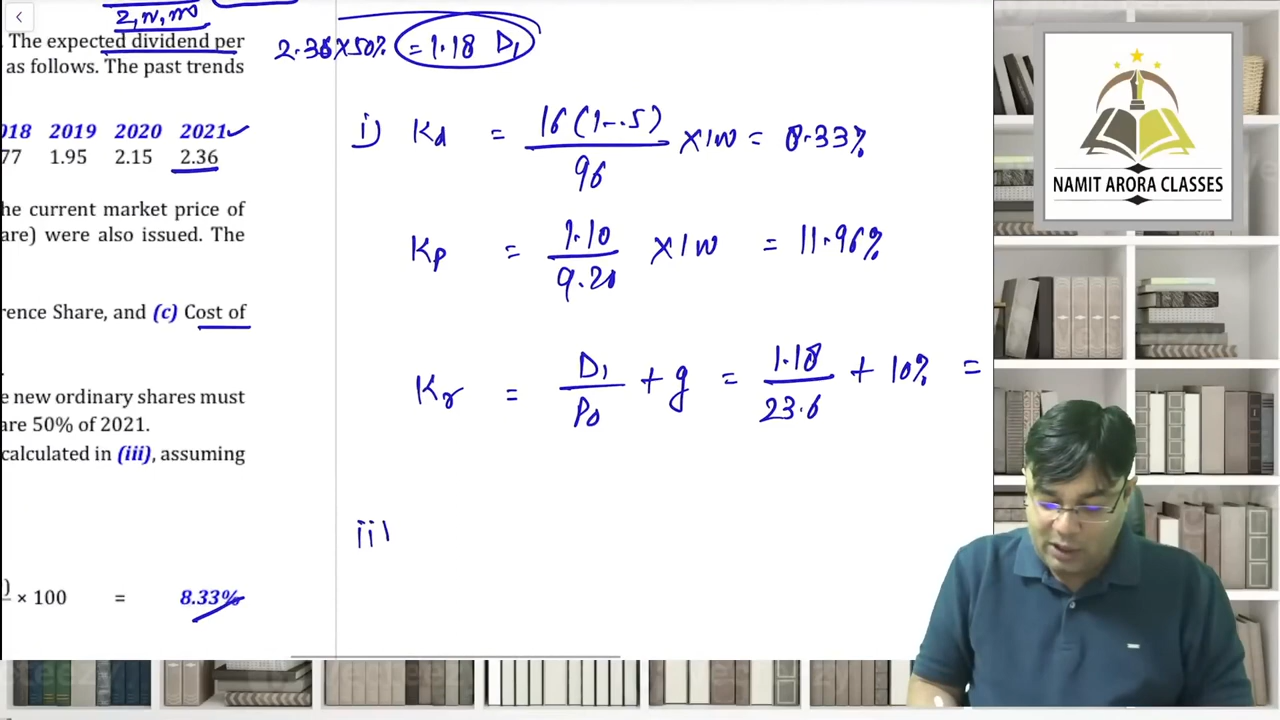 2, N, M
. The expected dividend per
as follows. The past trends
018 2019 2020 2021
77 1.95 2.15 2.36
he current market price of
are) were also issued. The
rence Share, and (c) Cost of
e new ordinary shares must
are 50% of 2021.
calculated in (iii), assuming
) × 100 = 8.33%
2.36 × 50% = 1.18 D1
i) Kd = 16(1-.5) / 96 × 100 = 8.33%
Kp = 1.10 / 9.20 × 100 = 11.96%
Kr = D1 / P0 + g = 1.18 / 23.6 + 10% =
ii)
NAMIT ARORA CLASSES